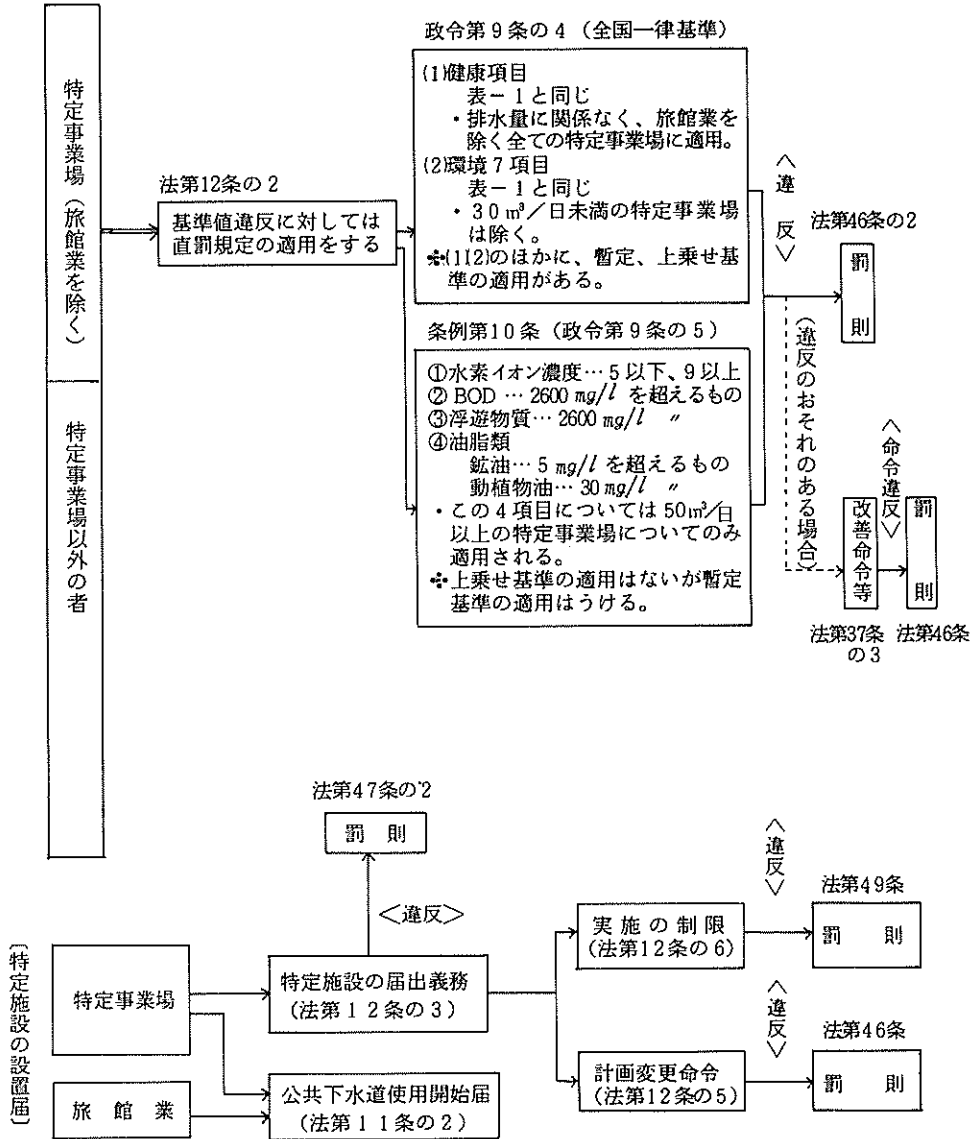 特定事業場（旅館業を除く）
特定事業場以外の者
法第12条の2
基準値違反に対しては
直罰規定の適用をする
政令第9条の4（全国一律基準）
(1)健康項目
表－1と同じ
・排水量に関係なく、旅館業を
除く全ての特定事業場に適用。
(2)環境7項目
表－1と同じ
・30㎥／日未満の特定事業場
は除く。
※(1)(2)のほかに、暫定、上乗せ基
準の適用がある。
条例第10条（政令第9条の5）
①水素イオン濃度…5以下、9以上
②BOD…2600mg/lを超えるもの
③浮遊物質…2600mg/l 〃
④油脂類
鉱油…5mg/lを超えるもの
動植物油…30mg/l 〃
・この4項目については50㎥/日
以上の特定事業場についてのみ
適用される。
※上乗せ基準の適用はないが暫定
基準の適用はうける。
＜違反＞
法第46条の2
罰則
（違反のおそれのある場合）
改善命令等
法第37条
の3
＜命令違反＞
罰則
法第46条
〔特定施設の設置届〕
特定事業場
旅館業
法第47条の2
罰則
＜違反＞
特定施設の届出義務
（法第12条の3）
公共下水道使用開始届
（法第11条の2）
実施の制限
（法第12条の6）
＜違反＞
法第49条
罰則
計画変更命令
（法第12条の5）
＜違反＞
法第46条
罰則